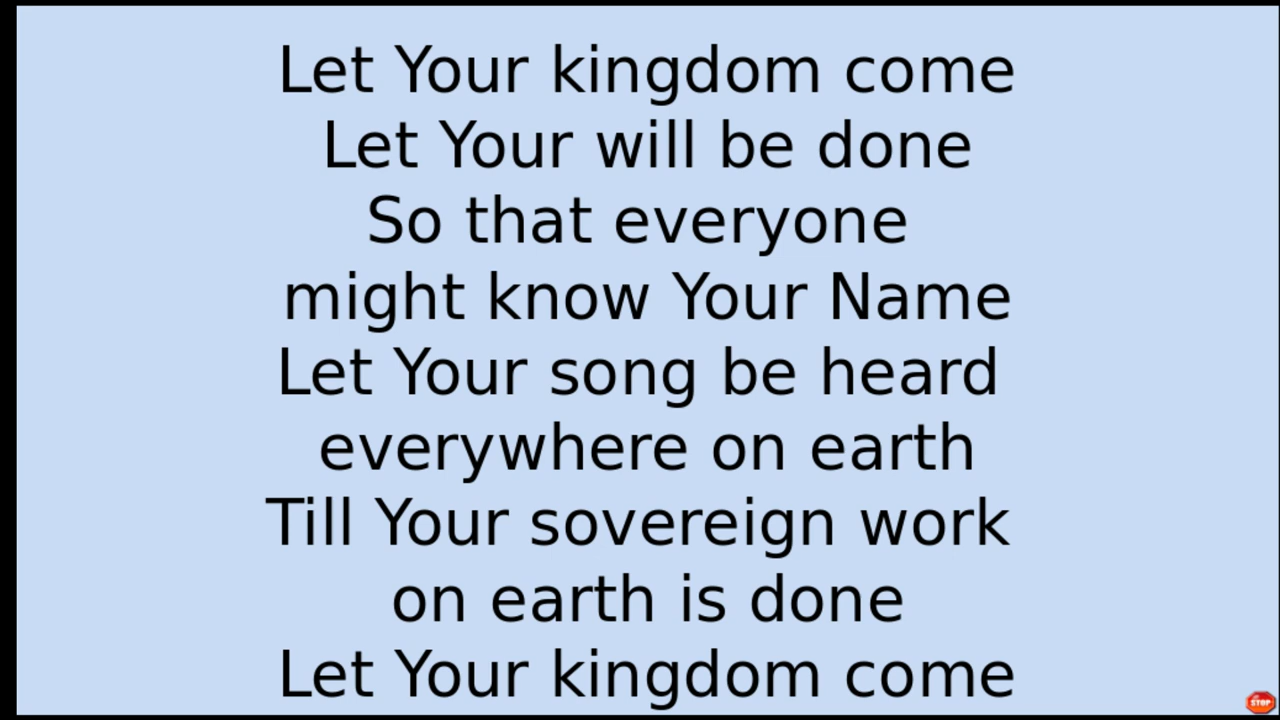 Let Your kingdom come
Let Your will be done
So that everyone
might know Your Name
Let Your song be heard
everywhere on earth
Till Your sovereign work
on earth is done
Let Your kingdom come
STOP